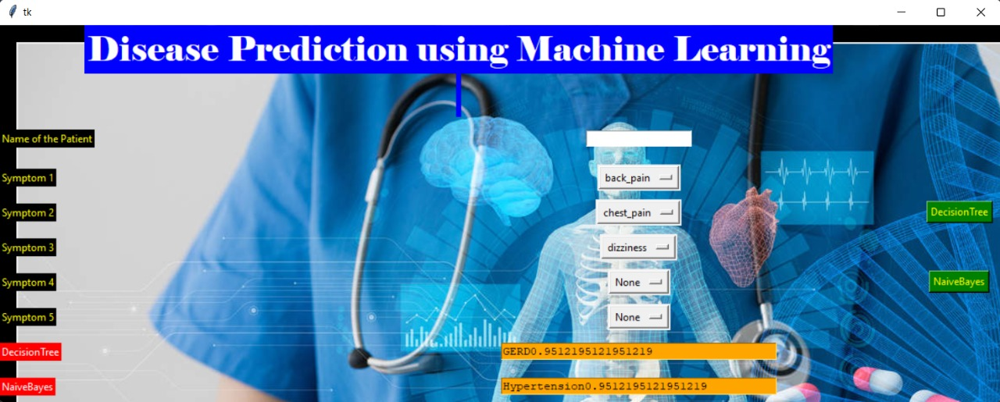 tk
Disease Prediction using Machine Learning
Name of the Patient
Symptom 1 back_pain
Symptom 2 chest_pain DecisionTree
Symptom 3 dizziness
Symptom 4 None NaiveBayes
Symptom 5 None
DecisionTree GERD0.9512195121951219
NaiveBayes Hypertension0.9512195121951219